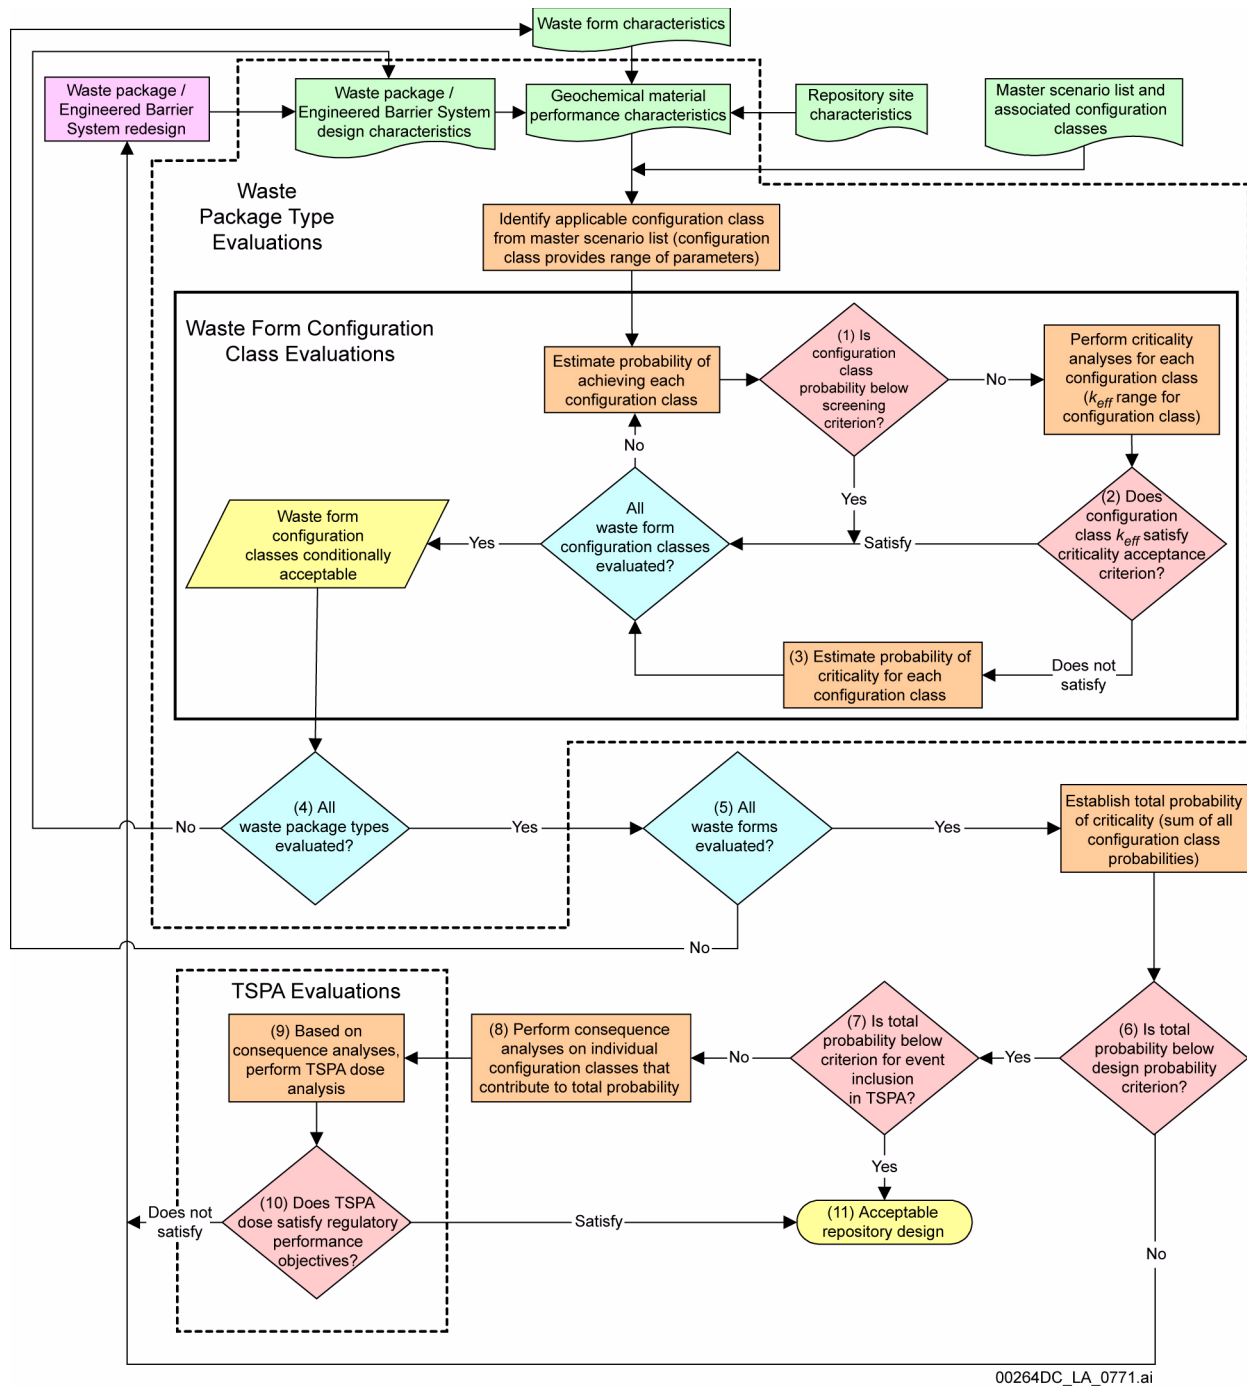 Waste form characteristics
Waste package /
Engineered Barrier
System redesign
Waste package /
Engineered Barrier System
design characteristics
Geochemical material
performance characteristics
Repository site
characteristics
Master scenario list and
associated configuration
classes
Waste
Package Type
Evaluations
Identify applicable configuration class
from master scenario list (configuration
class provides range of parameters)
Waste Form Configuration
Class Evaluations
Estimate probability of
achieving each
configuration class
(1) Is
configuration
class
probability below
screening
criterion?
No
Perform criticality
analyses for each
configuration class
(keff range for
configuration class)
No
Yes
Waste form
configuration
classes conditionally
acceptable
Yes
All
waste form
configuration classes
evaluated?
Satisfy
(2) Does
configuration
class keff satisfy
criticality acceptance
criterion?
(3) Estimate probability of
criticality for each
configuration class
Does not
satisfy
No
(4) All
waste package types
evaluated?
Yes
(5) All
waste forms
evaluated?
Yes
Establish total probability
of criticality (sum of all
configuration class
probabilities)
No
TSPA Evaluations
(9) Based on
consequence analyses,
perform TSPA dose
analysis
(8) Perform consequence
analyses on individual
configuration classes that
contribute to total probability
No
(7) Is total
probability below
criterion for event
inclusion
in TSPA?
Yes
(6) Is total
probability below
design probability
criterion?
Yes
Does not
satisfy
(10) Does TSPA
dose satisfy regulatory
performance
objectives?
Satisfy
(11) Acceptable
repository design
No
00264DC_LA_0771.ai